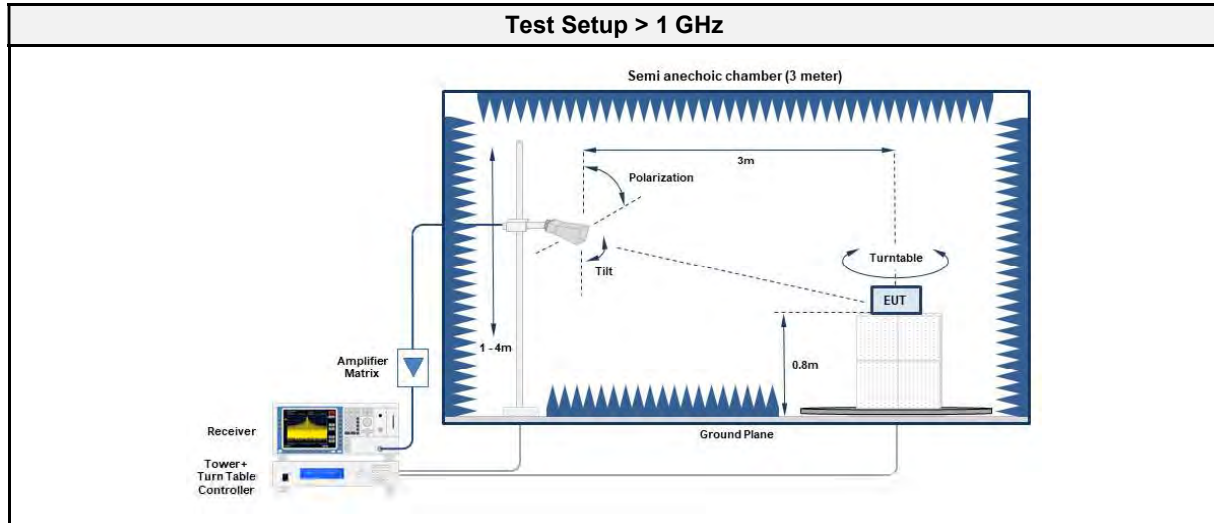 Test Setup > 1 GHz
Semi anechoic chamber (3 meter)
3m
Polarization
Turntable
Tilt
EUT
1 - 4m
0.8m
Amplifier
Matrix
Receiver
Ground Plane
Tower+
Turn Table
Controller